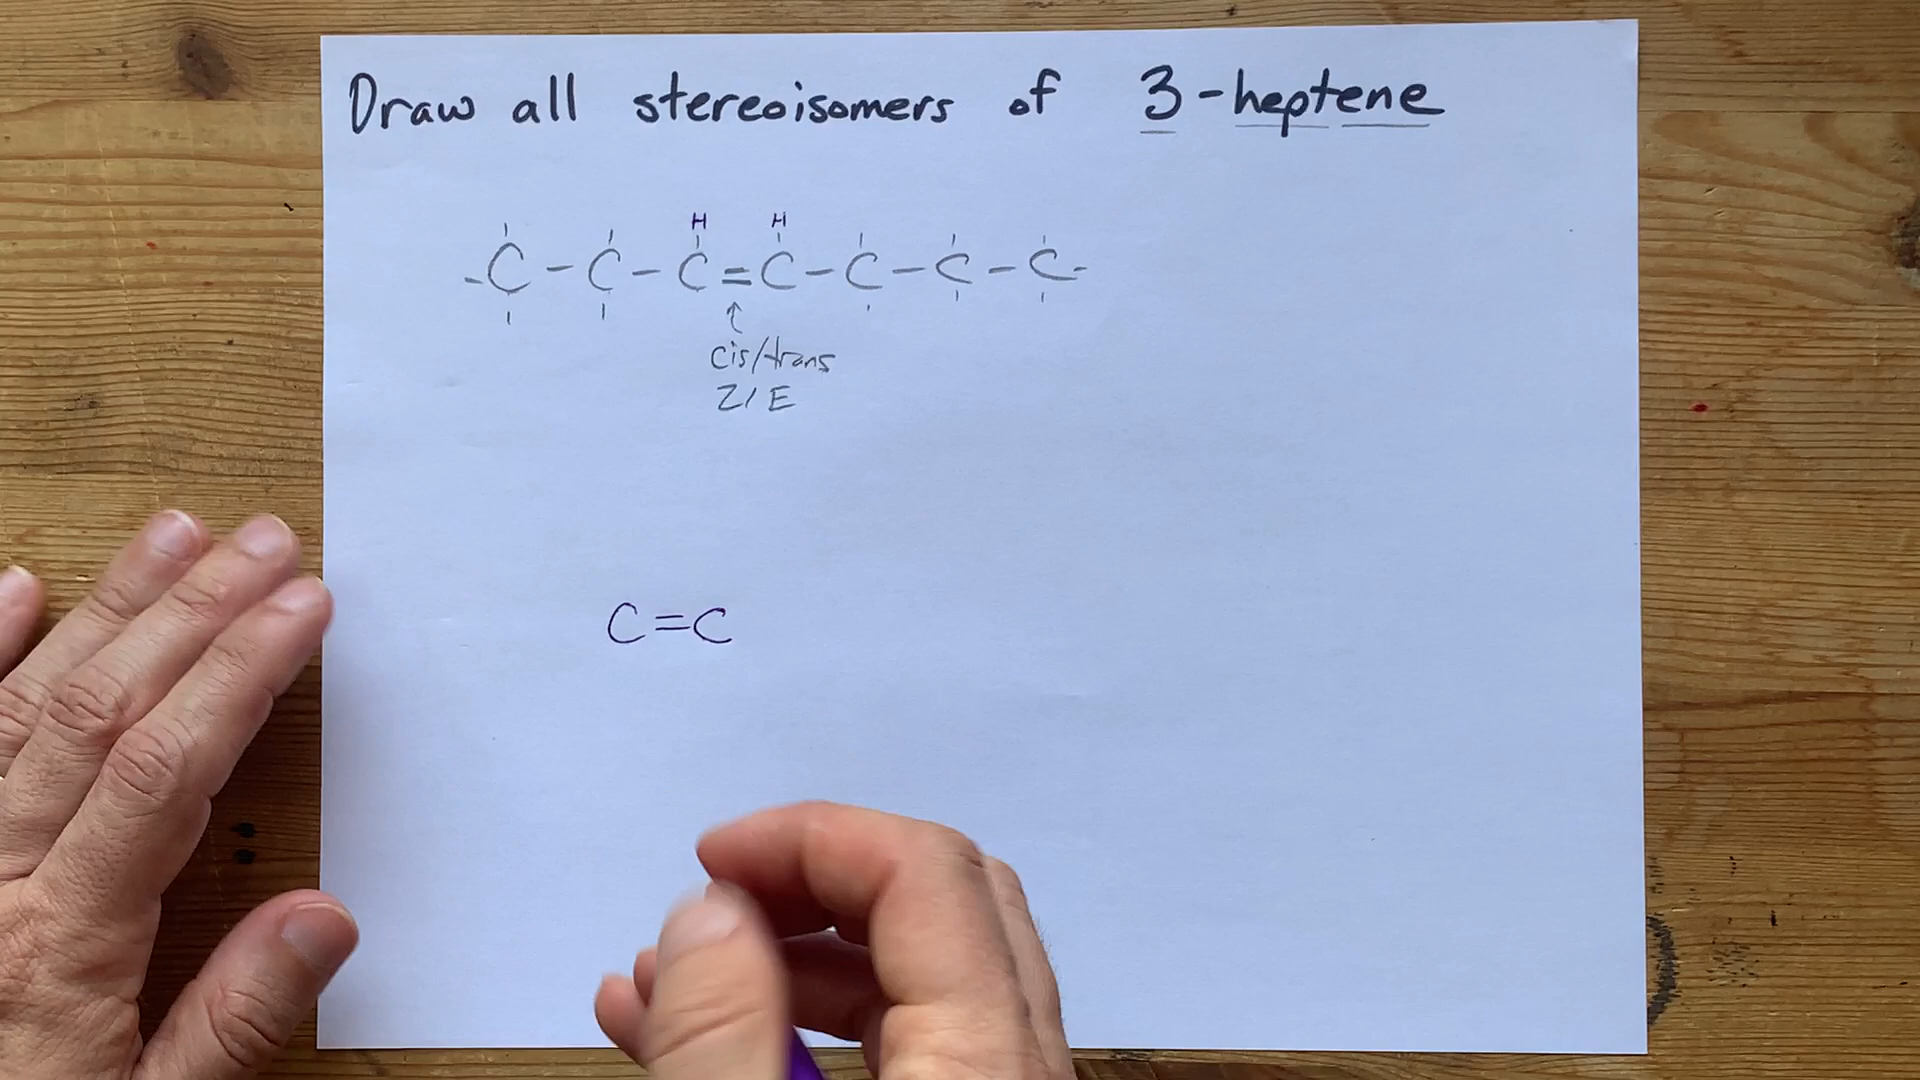 Draw all stereoisomers of 3-heptene
H H
-C-C-C=C-C-C-C-
↑
cis/trans
Z/E
C=C